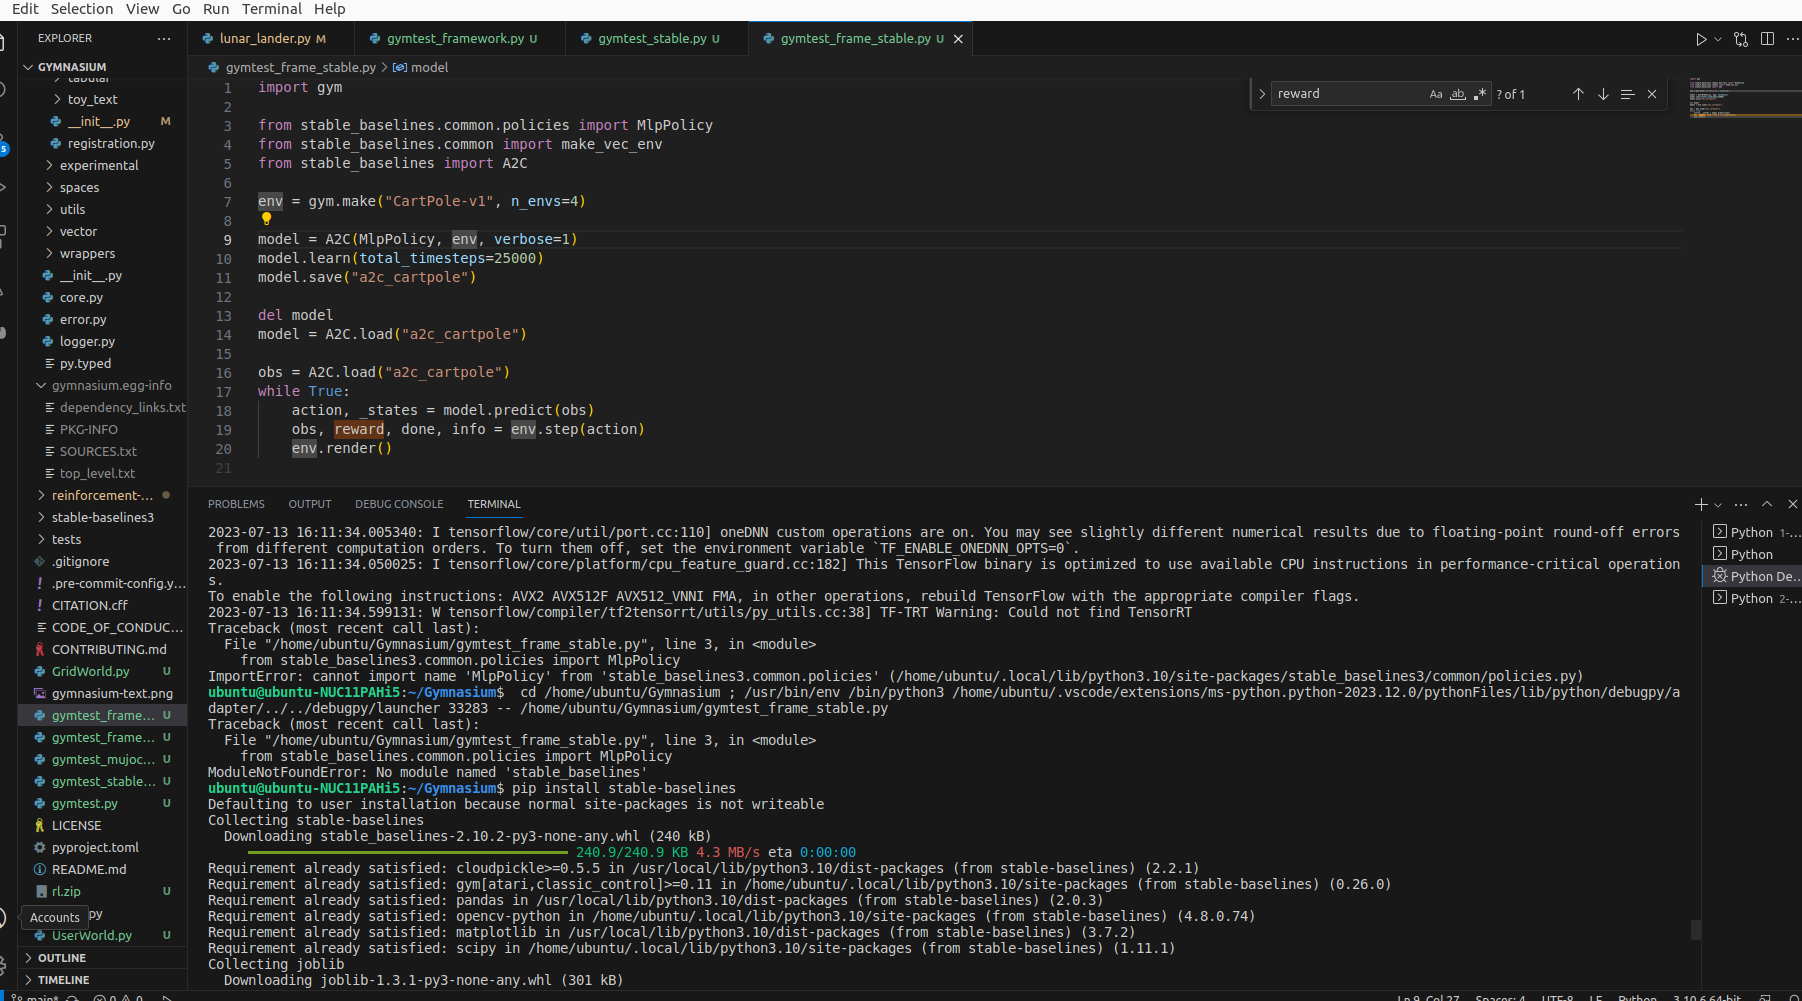 Edit Selection View Go Run Terminal Help
EXPLORER ···
GYMNASIUM
tabular
toy_text
__init__.py M
registration.py
experimental
spaces
utils
vector
wrappers
__init__.py
core.py
error.py
logger.py
py.typed
gymnasium.egg-info
dependency_links.txt
PKG-INFO
SOURCES.txt
top_level.txt
reinforcement-...
stable-baselines3
tests
.gitignore
.pre-commit-config.y...
CITATION.cff
CODE_OF_CONDUC...
CONTRIBUTING.md
GridWorld.py U
gymnasium-text.png
gymtest_frame... U
gymtest_frame... U
gymtest_mujoc... U
gymtest_stable... U
gymtest.py U
LICENSE
pyproject.toml
README.md
rl.zip U
Accounts py
UserWorld.py U
OUTLINE
TIMELINE
5
lunar_lander.py M
gymtest_framework.py U
gymtest_stable.py U
gymtest_frame_stable.py U
gymtest_frame_stable.py > model
reward Aa ab .* ? of 1
1 import gym
2
3 from stable_baselines.common.policies import MlpPolicy
4 from stable_baselines.common import make_vec_env
5 from stable_baselines import A2C
6
7 env = gym.make("CartPole-v1", n_envs=4)
8
9 model = A2C(MlpPolicy, env, verbose=1)
10 model.learn(total_timesteps=25000)
11 model.save("a2c_cartpole")
12
13 del model
14 model = A2C.load("a2c_cartpole")
15
16 obs = A2C.load("a2c_cartpole")
17 while True:
18 action, _states = model.predict(obs)
19 obs, reward, done, info = env.step(action)
20 env.render()
21
PROBLEMS OUTPUT DEBUG CONSOLE TERMINAL
2023-07-13 16:11:34.005340: I tensorflow/core/util/port.cc:110] oneDNN custom operations are on. You may see slightly different numerical results due to floating-point round-off errors
from different computation orders. To turn them off, set the environment variable `TF_ENABLE_ONEDNN_OPTS=0`.
2023-07-13 16:11:34.050025: I tensorflow/core/platform/cpu_feature_guard.cc:182] This TensorFlow binary is optimized to use available CPU instructions in performance-critical operation
s.
To enable the following instructions: AVX2 AVX512F AVX512_VNNI FMA, in other operations, rebuild TensorFlow with the appropriate compiler flags.
2023-07-13 16:11:34.599131: W tensorflow/compiler/tf2tensorrt/utils/py_utils.cc:38] TF-TRT Warning: Could not find TensorRT
Traceback (most recent call last):
File "/home/ubuntu/Gymnasium/gymtest_frame_stable.py", line 3, in <module>
from stable_baselines3.common.policies import MlpPolicy
ImportError: cannot import name 'MlpPolicy' from 'stable_baselines3.common.policies' (/home/ubuntu/.local/lib/python3.10/site-packages/stable_baselines3/common/policies.py)
ubuntu@ubuntu-NUC11PAHi5:~/Gymnasium$ cd /home/ubuntu/Gymnasium ; /usr/bin/env /bin/python3 /home/ubuntu/.vscode/extensions/ms-python.python-2023.12.0/pythonFiles/lib/python/debugpy/a
dapter/../../debugpy/launcher 33283 -- /home/ubuntu/Gymnasium/gymtest_frame_stable.py
Traceback (most recent call last):
File "/home/ubuntu/Gymnasium/gymtest_frame_stable.py", line 3, in <module>
from stable_baselines.common.policies import MlpPolicy
ModuleNotFoundError: No module named 'stable_baselines'
ubuntu@ubuntu-NUC11PAHi5:~/Gymnasium$ pip install stable-baselines
Defaulting to user installation because normal site-packages is not writeable
Collecting stable-baselines
Downloading stable_baselines-2.10.2-py3-none-any.whl (240 kB)
240.9/240.9 KB 4.3 MB/s eta 0:00:00
Requirement already satisfied: cloudpickle>=0.5.5 in /usr/local/lib/python3.10/dist-packages (from stable-baselines) (2.2.1)
Requirement already satisfied: gym[atari,classic_control]>=0.11 in /home/ubuntu/.local/lib/python3.10/site-packages (from stable-baselines) (0.26.0)
Requirement already satisfied: pandas in /usr/local/lib/python3.10/dist-packages (from stable-baselines) (2.0.3)
Requirement already satisfied: opencv-python in /home/ubuntu/.local/lib/python3.10/site-packages (from stable-baselines) (4.8.0.74)
Requirement already satisfied: matplotlib in /usr/local/lib/python3.10/dist-packages (from stable-baselines) (3.7.2)
Requirement already satisfied: scipy in /home/ubuntu/.local/lib/python3.10/site-packages (from stable-baselines) (1.11.1)
Collecting joblib
Downloading joblib-1.3.1-py3-none-any.whl (301 kB)
Python 1-...
Python
Python De...
Python 2-...
main* 0 0
Ln 9, Col 27 Spaces: 4 UTF-8 LF Python 3.10.6 64-bit